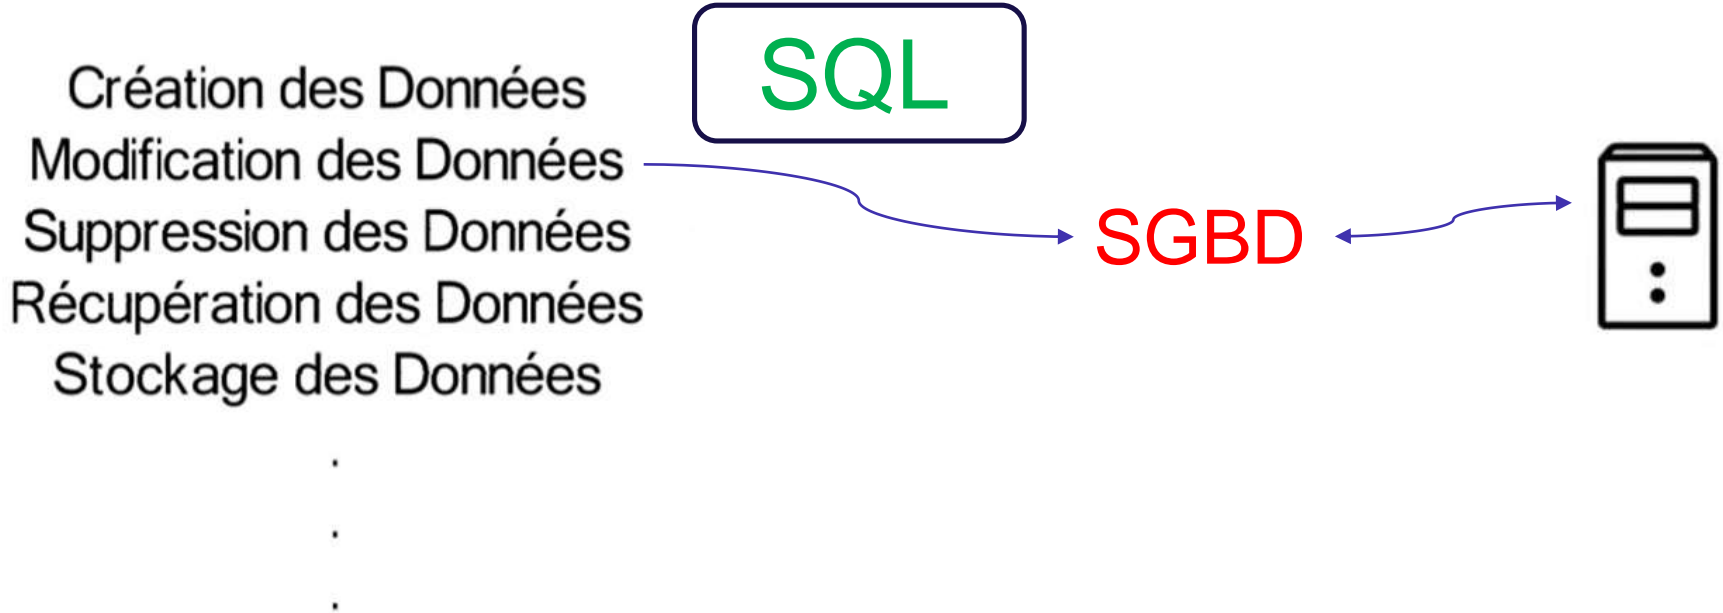 SQL
Création des Données
Modification des Données
Suppression des Données
Récupération des Données
Stockage des Données
.
.
.
SGBD